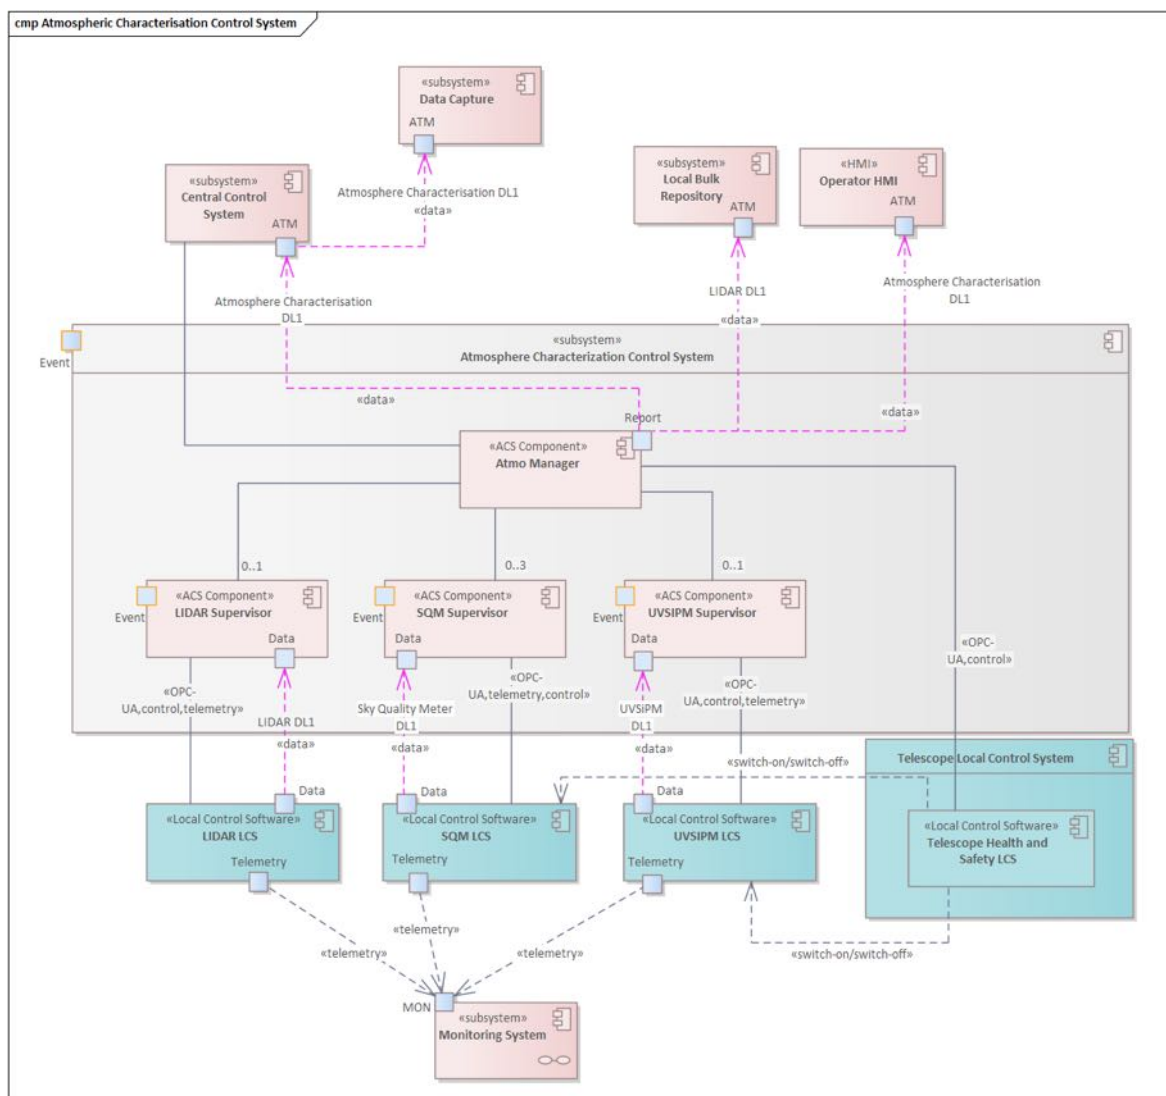 cmp Atmospheric Characterisation Control System
«subsystem»
Data Capture
ATM
«subsystem»
Central Control
System
ATM
Atmosphere Characterisation DL1
«data»
«subsystem»
Local Bulk
Repository
ATM
«HMI»
Operator HMI
ATM
Atmosphere Characterisation
DL1
LIDAR DL1
«data»
Atmosphere Characterisation
DL1
Event
«subsystem»
Atmosphere Characterization Control System
«data»
«data»
Report
«ACS Component»
Atmo Manager
0..1
0..3
0..1
Event
«ACS Component»
LIDAR Supervisor
Data
Event
«ACS Component»
SQM Supervisor
Data
Event
«ACS Component»
UVSIPM Supervisor
Data
«OPC-
UA,control»
«OPC-
UA,control,telemetry»
LIDAR DL1
«data»
Sky Quality Meter
DL1
«data»
«OPC-
UA,telemetry,control»
UVSiPM
DL1
«data»
«OPC-
UA,control,telemetry»
«switch-on/switch-off»
Telescope Local Control System
Data
«Local Control Software»
LIDAR LCS
Telemetry
Data
«Local Control Software»
SQM LCS
Telemetry
Data
«Local Control Software»
UVSIPM LCS
Telemetry
«Local Control Software»
Telescope Health and
Safety LCS
«telemetry»
«telemetry»
«telemetry»
«switch-on/switch-off»
MON
«subsystem»
Monitoring System